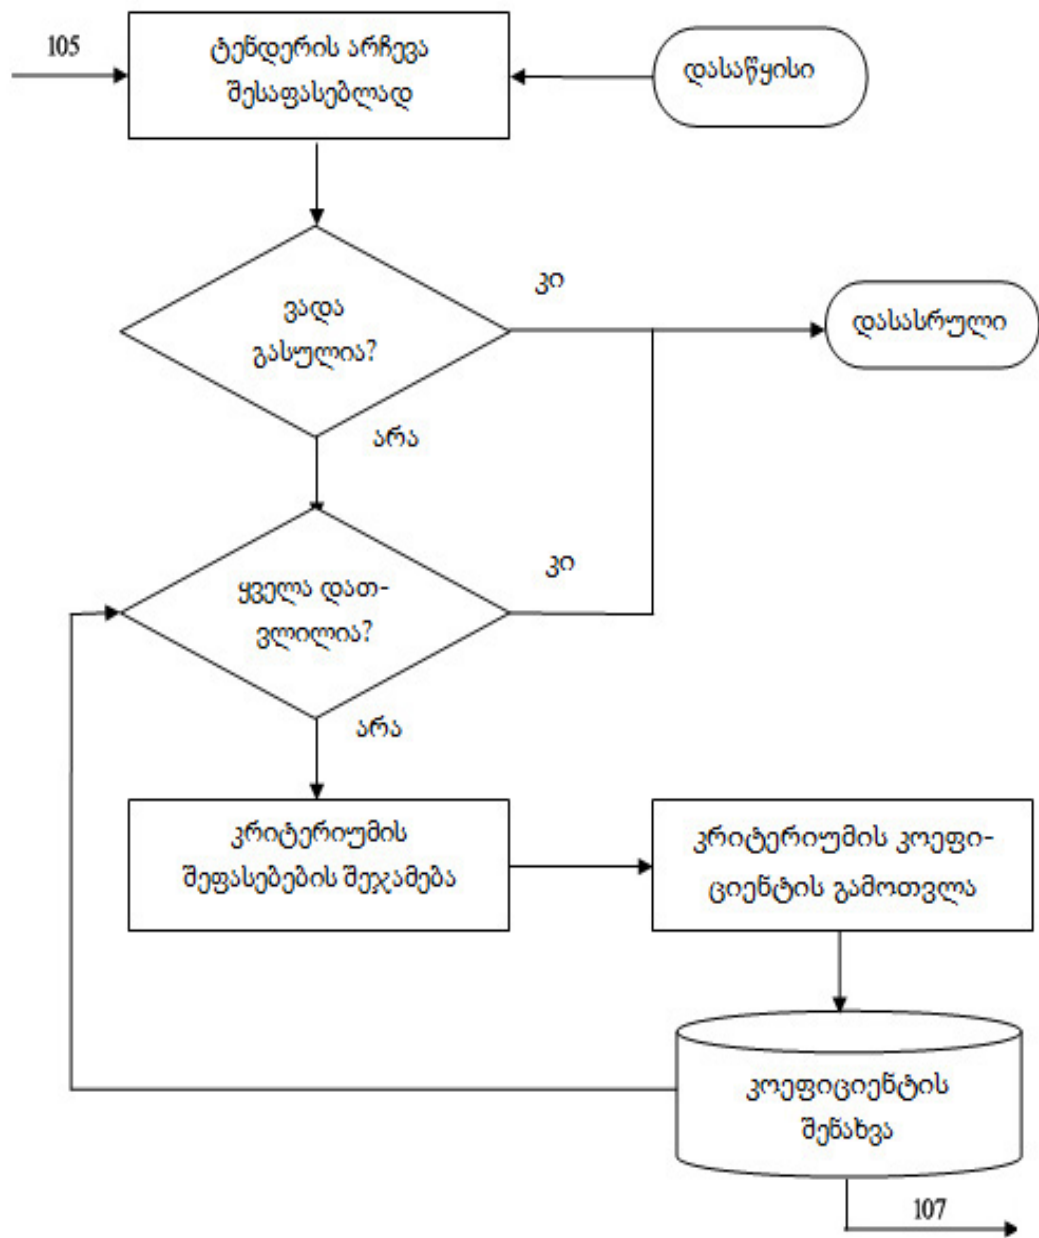 105
ტენდერის არჩევა
შესაფასებლად
დასაწყისი
ვადა
გასულია?
კი
დასასრული
არა
ყველა დათ-
ვლილია?
კი
არა
კრიტერიუმის
შეფასებების შეჯამება
კრიტერიუმის კოეფი-
ციენტის გამოთვლა
კოეფიციენტის
შენახვა
107